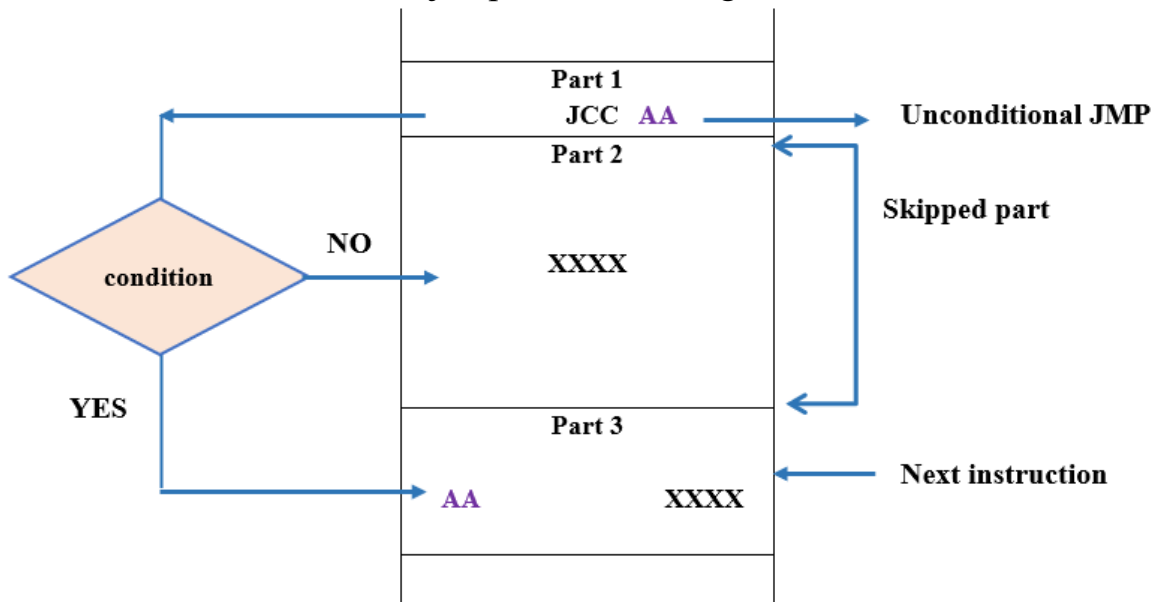 Part 1
JCC AA
Unconditional JMP
Part 2
Skipped part
NO
XXXX
condition
YES
Part 3
Next instruction
AA XXXX